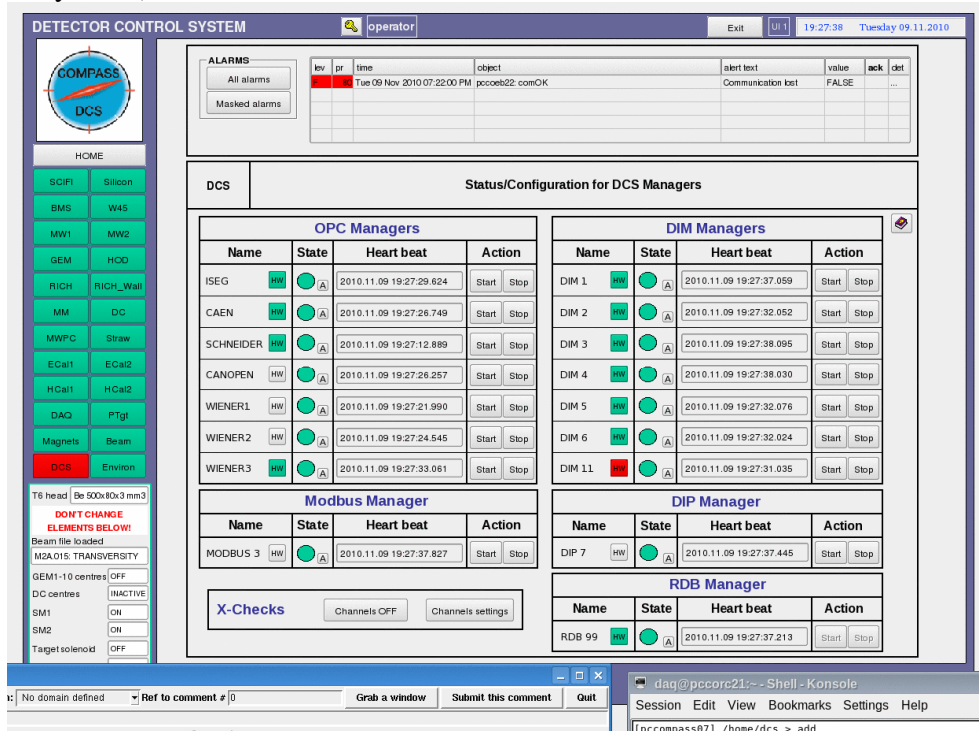 DETECTOR CONTROL SYSTEM operator Exit UI 1 19:27:38 Tuesday 09.11.2010
COMPASS
DCS
HOME
SCIFI Silicon
BMS W45
MW1 MW2
GEM HOD
RICH RICH_Wall
MM DC
MWPC Straw
ECal1 ECal2
HCal1 HCal2
DAQ PTgt
Magnets Beam
DCS Environ
T6 head Be 500x80x3 mm3
DON'T CHANGE
ELEMENTS BELOW!
Beam file loaded
M2A.015: TRANSVERSITY
GEM1-10 centres OFF
DC centres INACTIVE
SM1 ON
SM2 ON
Target solenoid OFF
ALARMS
All alarms
Masked alarms
lev pr time object alert text value ack det
F 80 Tue 09 Nov 2010 07:22:00 PM pccoeb22: comOK Communication lost FALSE ...
DCS Status/Configuration for DCS Managers
OPC Managers
Name State Heart beat Action
ISEG HW A 2010.11.09 19:27:29.624 Start Stop
CAEN HW A 2010.11.09 19:27:26.749 Start Stop
SCHNEIDER HW A 2010.11.09 19:27:12.889 Start Stop
CANOPEN HW A 2010.11.09 19:27:26.257 Start Stop
WIENER1 HW A 2010.11.09 19:27:21.990 Start Stop
WIENER2 HW A 2010.11.09 19:27:24.545 Start Stop
WIENER3 HW A 2010.11.09 19:27:33.061 Start Stop
Modbus Manager
Name State Heart beat Action
MODBUS 3 HW A 2010.11.09 19:27:37.827 Start Stop
X-Checks Channels OFF Channels settings
DIM Managers
Name State Heart beat Action
DIM 1 HW A 2010.11.09 19:27:37.059 Start Stop
DIM 2 HW A 2010.11.09 19:27:32.052 Start Stop
DIM 3 HW A 2010.11.09 19:27:38.095 Start Stop
DIM 4 HW A 2010.11.09 19:27:38.030 Start Stop
DIM 5 HW A 2010.11.09 19:27:32.076 Start Stop
DIM 6 HW A 2010.11.09 19:27:32.024 Start Stop
DIM 11 HW A 2010.11.09 19:27:31.035 Start Stop
DIP Manager
Name State Heart beat Action
DIP 7 HW A 2010.11.09 19:27:37.445 Start Stop
RDB Manager
Name State Heart beat Action
RDB 99 HW A 2010.11.09 19:27:37.213 Start Stop
No domain defined Ref to comment # 0 Grab a window Submit this comment Quit
daq@pccorc21:~ - Shell - Konsole
Session Edit View Bookmarks Settings Help
[pccompass07] /home/dcs > add